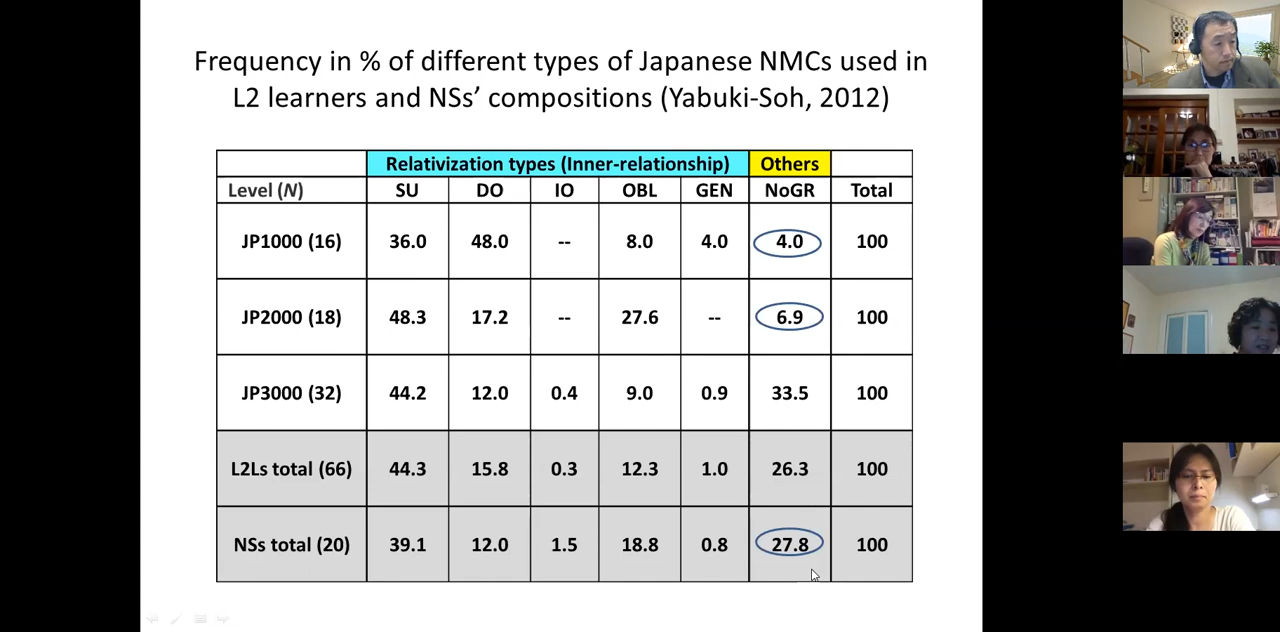 Frequency in % of different types of Japanese NMCs used in
L2 learners and NSs’ compositions (Yabuki-Soh, 2012)
Relativization types (Inner-relationship) Others
Level (N) SU DO IO OBL GEN NoGR Total
JP1000 (16) 36.0 48.0 -- 8.0 4.0 4.0 100
JP2000 (18) 48.3 17.2 -- 27.6 -- 6.9 100
JP3000 (32) 44.2 12.0 0.4 9.0 0.9 33.5 100
L2Ls total (66) 44.3 15.8 0.3 12.3 1.0 26.3 100
NSs total (20) 39.1 12.0 1.5 18.8 0.8 27.8 100